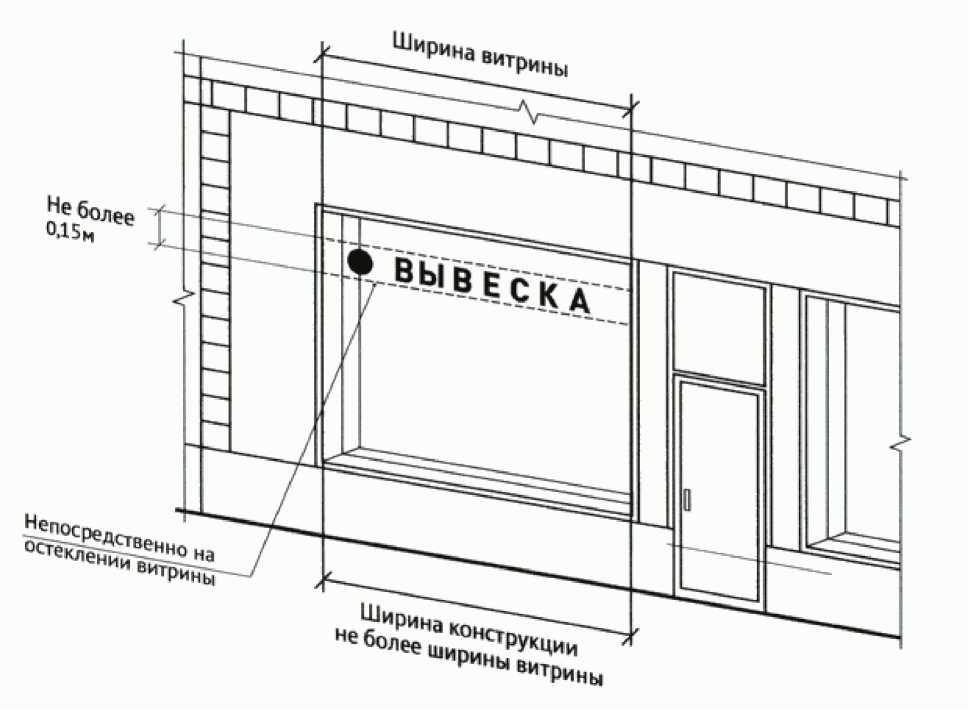 Ширина витрины
Не более
0,15м
ВЫВЕСКА
Непосредственно на
остеклении витрины
Ширина конструкции
не более ширины витрины